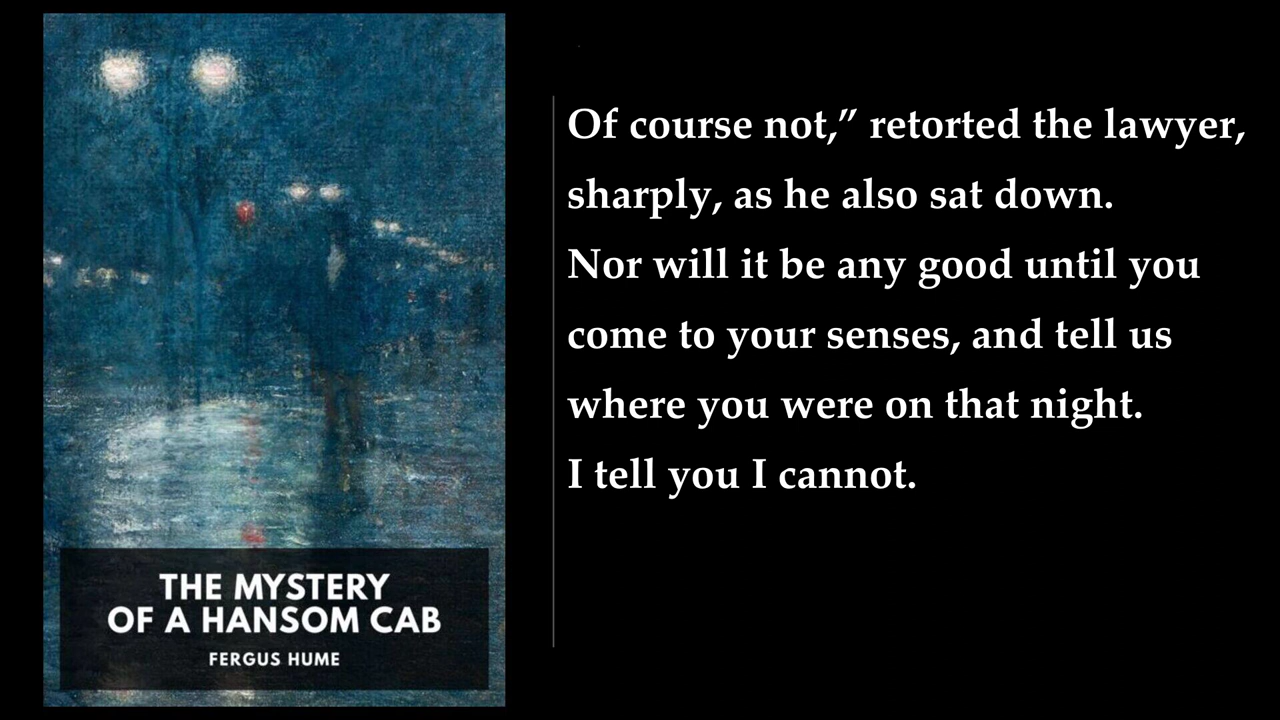 Of course not,” retorted the lawyer,
sharply, as he also sat down.
Nor will it be any good until you
come to your senses, and tell us
where you were on that night.
I tell you I cannot.
THE MYSTERY
OF A HANSOM CAB
FERGUS HUME